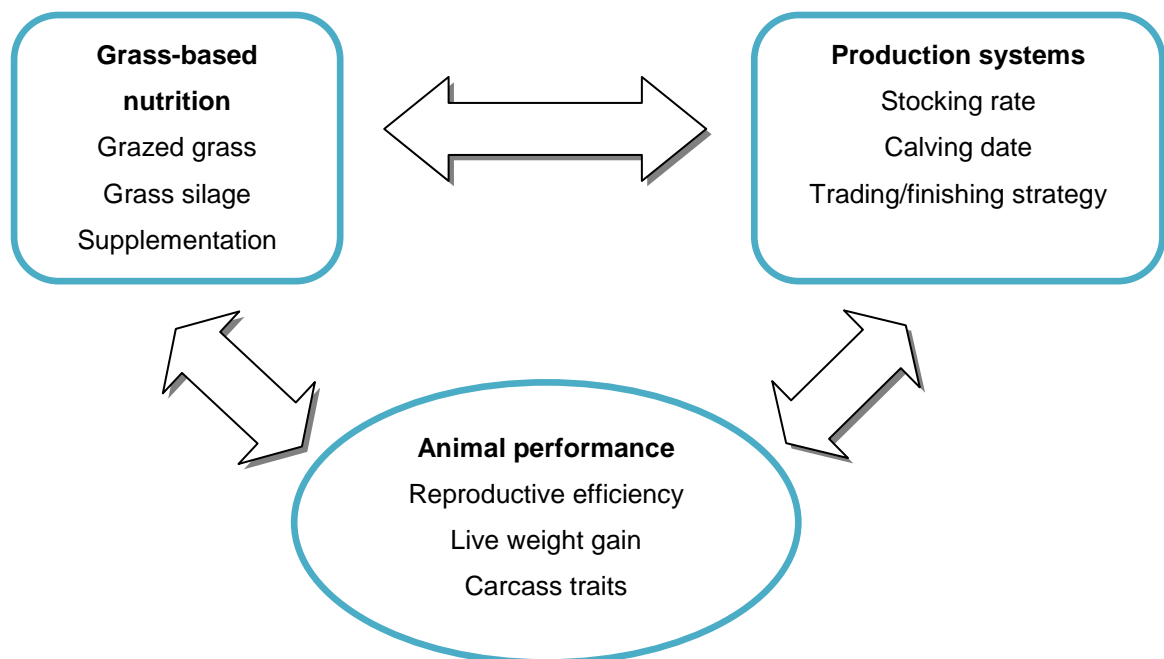 Grass-based
nutrition
Grazed grass
Grass silage
Supplementation
Production systems
Stocking rate
Calving date
Trading/finishing strategy
Animal performance
Reproductive efficiency
Live weight gain
Carcass traits